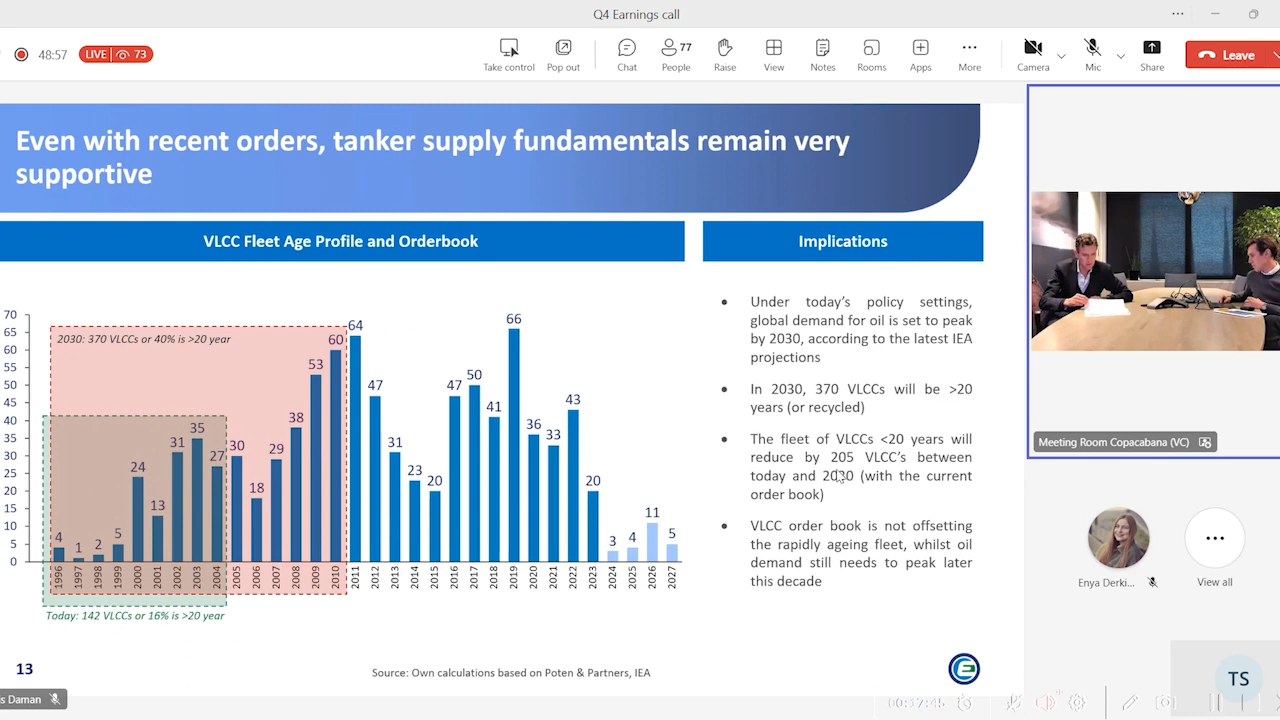 Q4 Earnings call
48:57
LIVE 73
Take control
Pop out
Chat
77
People
Raise
View
Notes
Rooms
Apps
More
Camera
Mic
Share
Leave
Even with recent orders, tanker supply fundamentals remain very
supportive
VLCC Fleet Age Profile and Orderbook
70
65
60
55
50
45
40
35
30
25
20
15
10
5
0
2030: 370 VLCCs or 40% is >20 year
4
1
2
5
24
13
31
35
27
30
18
29
38
53
60
64
47
31
23
20
47
50
41
66
36
33
43
20
3
4
11
5
1996
1997
1998
1999
2000
2001
2002
2003
2004
2005
2006
2007
2008
2009
2010
2011
2012
2013
2014
2015
2016
2017
2018
2019
2020
2021
2022
2023
2024
2025
2026
2027
Today: 142 VLCCs or 16% is >20 year
Implications
• Under today's policy settings,
global demand for oil is set to peak
by 2030, according to the latest IEA
projections
• In 2030, 370 VLCCs will be >20
years (or recycled)
• The fleet of VLCCs <20 years will
reduce by 205 VLCC's between
today and 2030 (with the current
order book)
• VLCC order book is not offsetting
the rapidly ageing fleet, whilst oil
demand still needs to peak later
this decade
13
Source: Own calculations based on Poten & Partners, IEA
Meeting Room Copacabana (VC)
Enya Derki...
View all
TS
s Daman
00:17:45